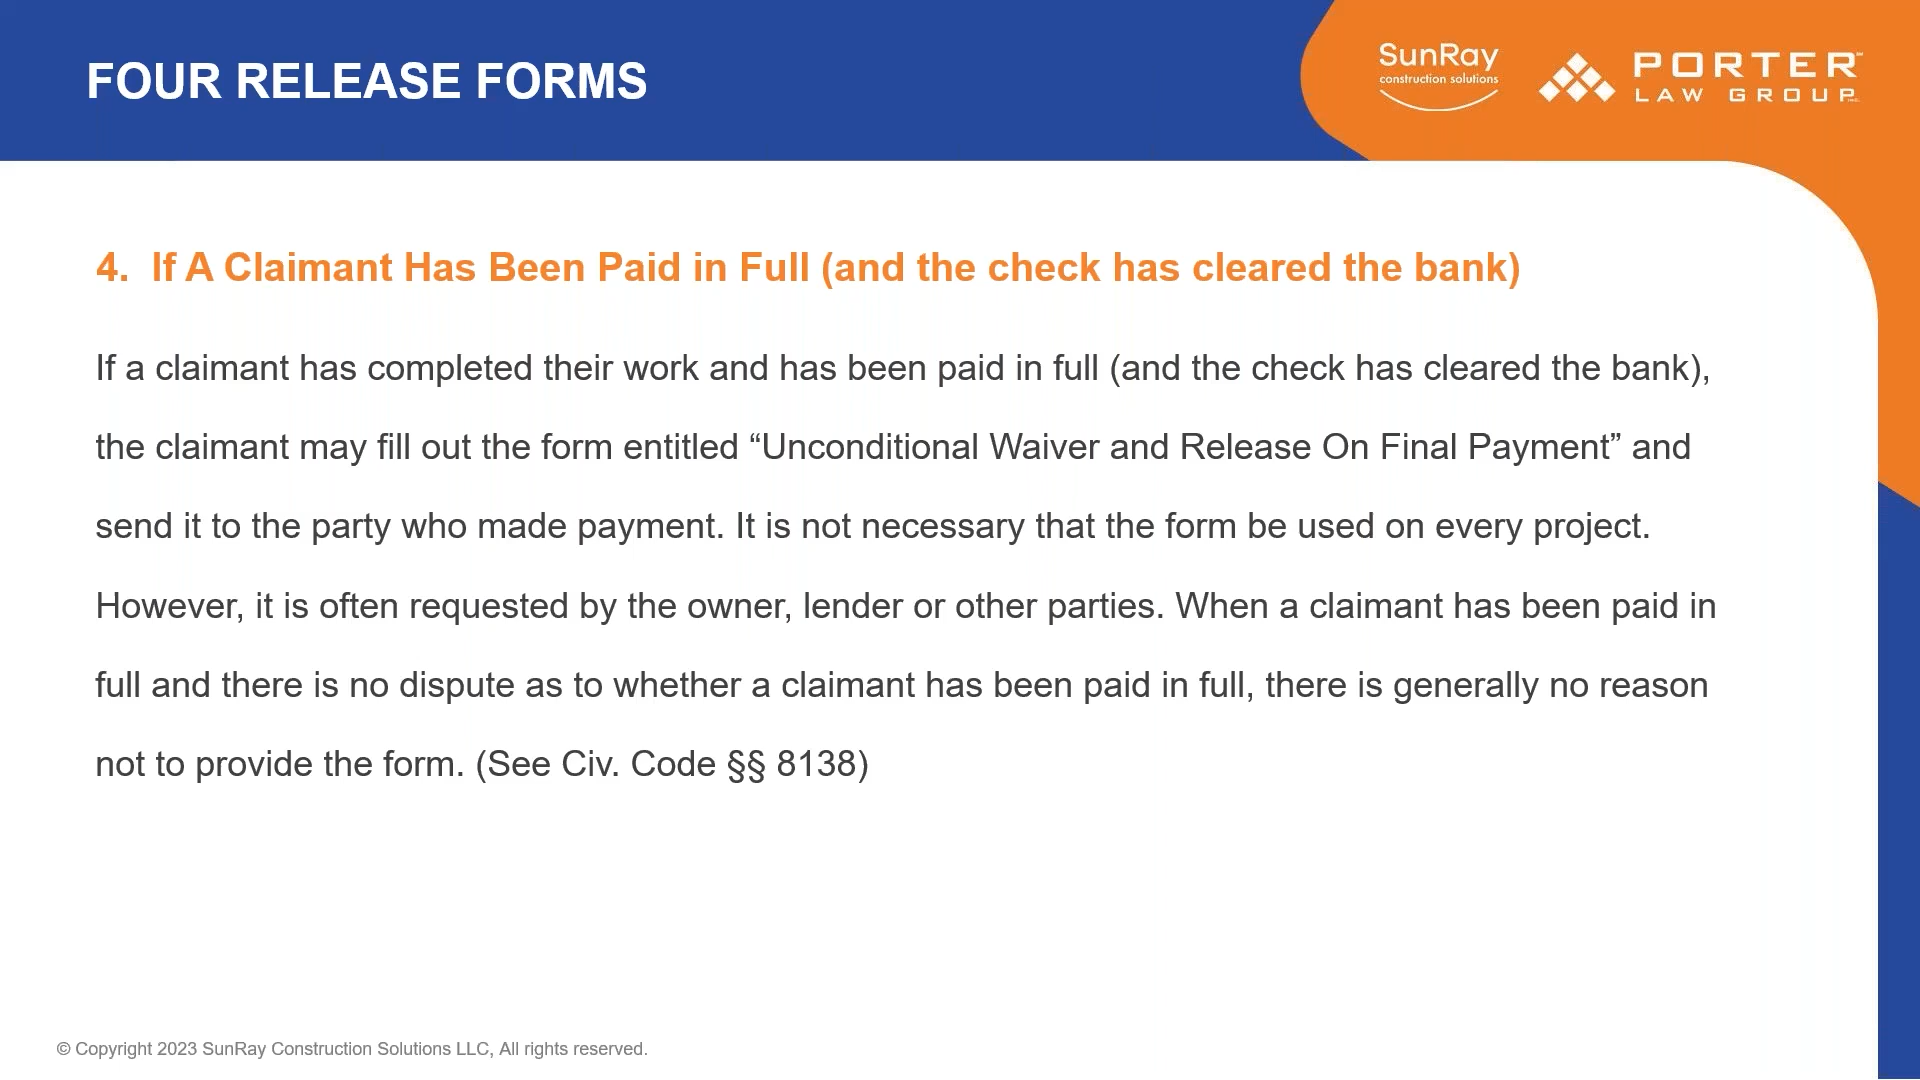 FOUR RELEASE FORMS
SunRay
construction solutions
PORTER
LAW GROUP
4. If A Claimant Has Been Paid in Full (and the check has cleared the bank)
If a claimant has completed their work and has been paid in full (and the check has cleared the bank),
the claimant may fill out the form entitled “Unconditional Waiver and Release On Final Payment” and
send it to the party who made payment. It is not necessary that the form be used on every project.
However, it is often requested by the owner, lender or other parties. When a claimant has been paid in
full and there is no dispute as to whether a claimant has been paid in full, there is generally no reason
not to provide the form. (See Civ. Code §§ 8138)
© Copyright 2023 SunRay Construction Solutions LLC, All rights reserved.